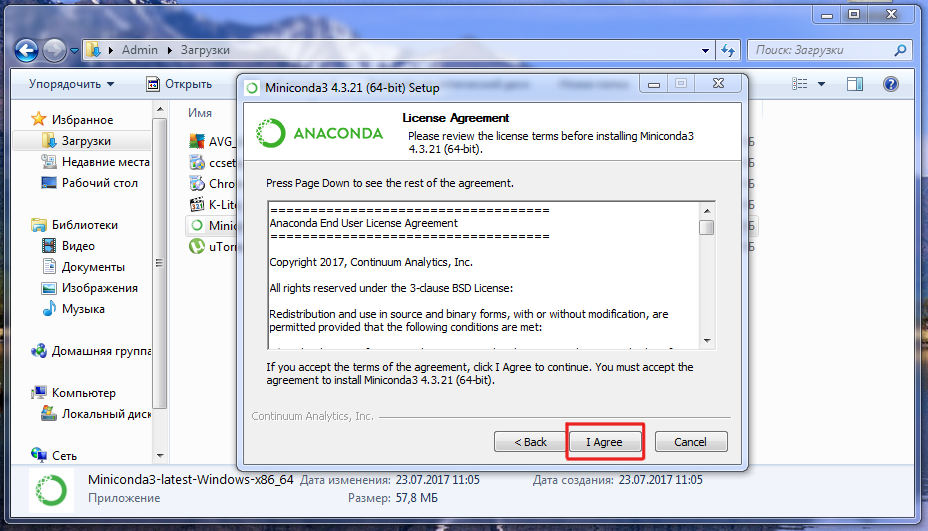 Admin
Загрузки
Поиск: Загрузки
Упорядочить
Открыть
Избранное
Загрузки
Недавние места
Рабочий стол
Библиотеки
Видео
Документы
Изображения
Музыка
Домашняя группа
Компьютер
Локальный диск
Сеть
Имя
AVG_
ccset
Chro
K-Lite
Minic
uTorr
Miniconda3 4.3.21 (64-bit) Setup
ANACONDA
License Agreement
Please review the license terms before installing Miniconda3
4.3.21 (64-bit).
Press Page Down to see the rest of the agreement.
===================================
Anaconda End User License Agreement
===================================
Copyright 2017, Continuum Analytics, Inc.
All rights reserved under the 3-clause BSD License:
Redistribution and use in source and binary forms, with or without modification, are
permitted provided that the following conditions are met:
If you accept the terms of the agreement, click I Agree to continue. You must accept the
agreement to install Miniconda3 4.3.21 (64-bit).
Continuum Analytics, Inc.
< Back
I Agree
Cancel
Miniconda3-latest-Windows-x86_64 Дата изменения: 23.07.2017 11:05 Дата создания: 23.07.2017 11:05
Приложение Размер: 57,8 МБ